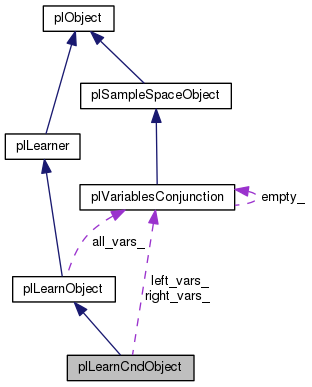 plObject
plSampleSpaceObject
plLearner
plVariablesConjunction
empty_
all_vars_
left_vars_
right_vars_
plLearnObject
plLearnCndObject